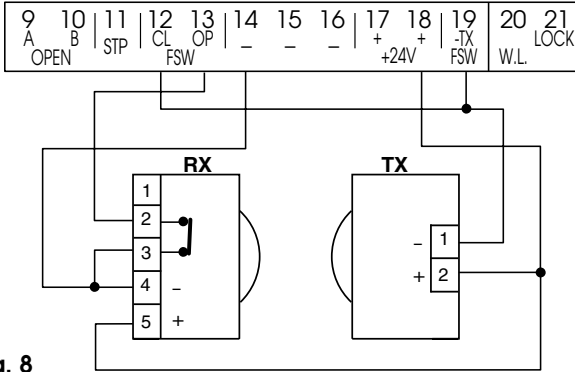 9 10 11 12 13 14 15 16 17 18 19 20 21
A B STP CL OP – – – + + -TX LOCK
OPEN FSW +24V FSW W.L.
RX TX
1
2
3
4 –
5 +
– 1
+ 2
g. 8